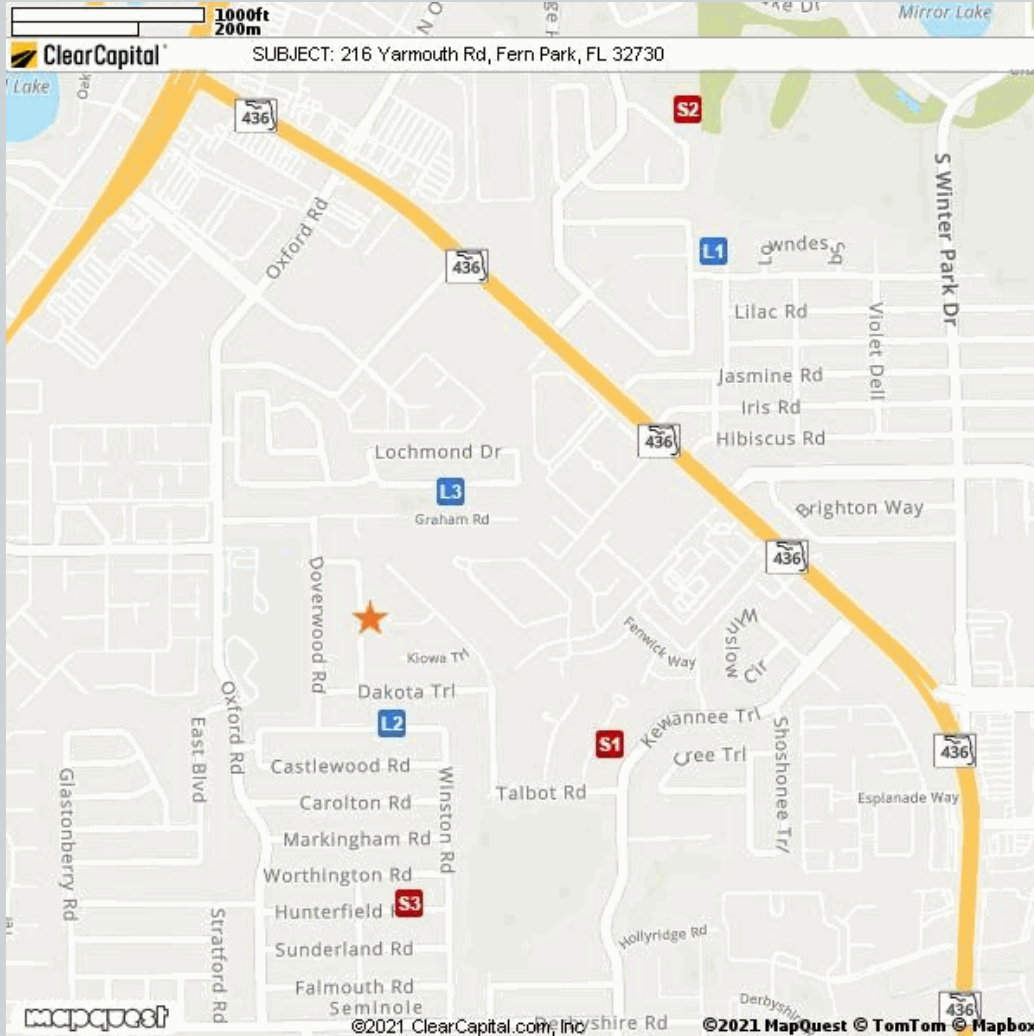 1000ft
200m
Mirror Lake
ClearCapital
SUBJECT: 216 Yarmouth Rd, Fern Park, FL 32730
Lake
Oak
S2
436
S Winter Park Dr
Oxford Rd
L1
Lowndes Sq
436
Lilac Rd
Violet Dell
Jasmine Rd
Iris Rd
436
Hibiscus Rd
Lochmond Dr
L3
Graham Rd
Brighton Way
436
Doverwood Rd
Winslow Cir
Fenwick Way
Kiowa Trl
Dakota Trl
Oxford Rd
L2
East Blvd
S1
Kewannee Trl
Shoshonee Trl
436
Cree Trl
Castlewood Rd
Winston Rd
Glastonberry Rd
Talbot Rd
Esplanade Way
Carolton Rd
Markingham Rd
Worthington Rd
Hunterfield
S3
Stratford Rd
Hollyridge Rd
Sunderland Rd
Falmouth Rd
Seminole
436
mapquest
©2021 ClearCapital.com, Inc
Derbyshire Rd
Derbyshire
©2021 MapQuest © TomTom © Mapbo